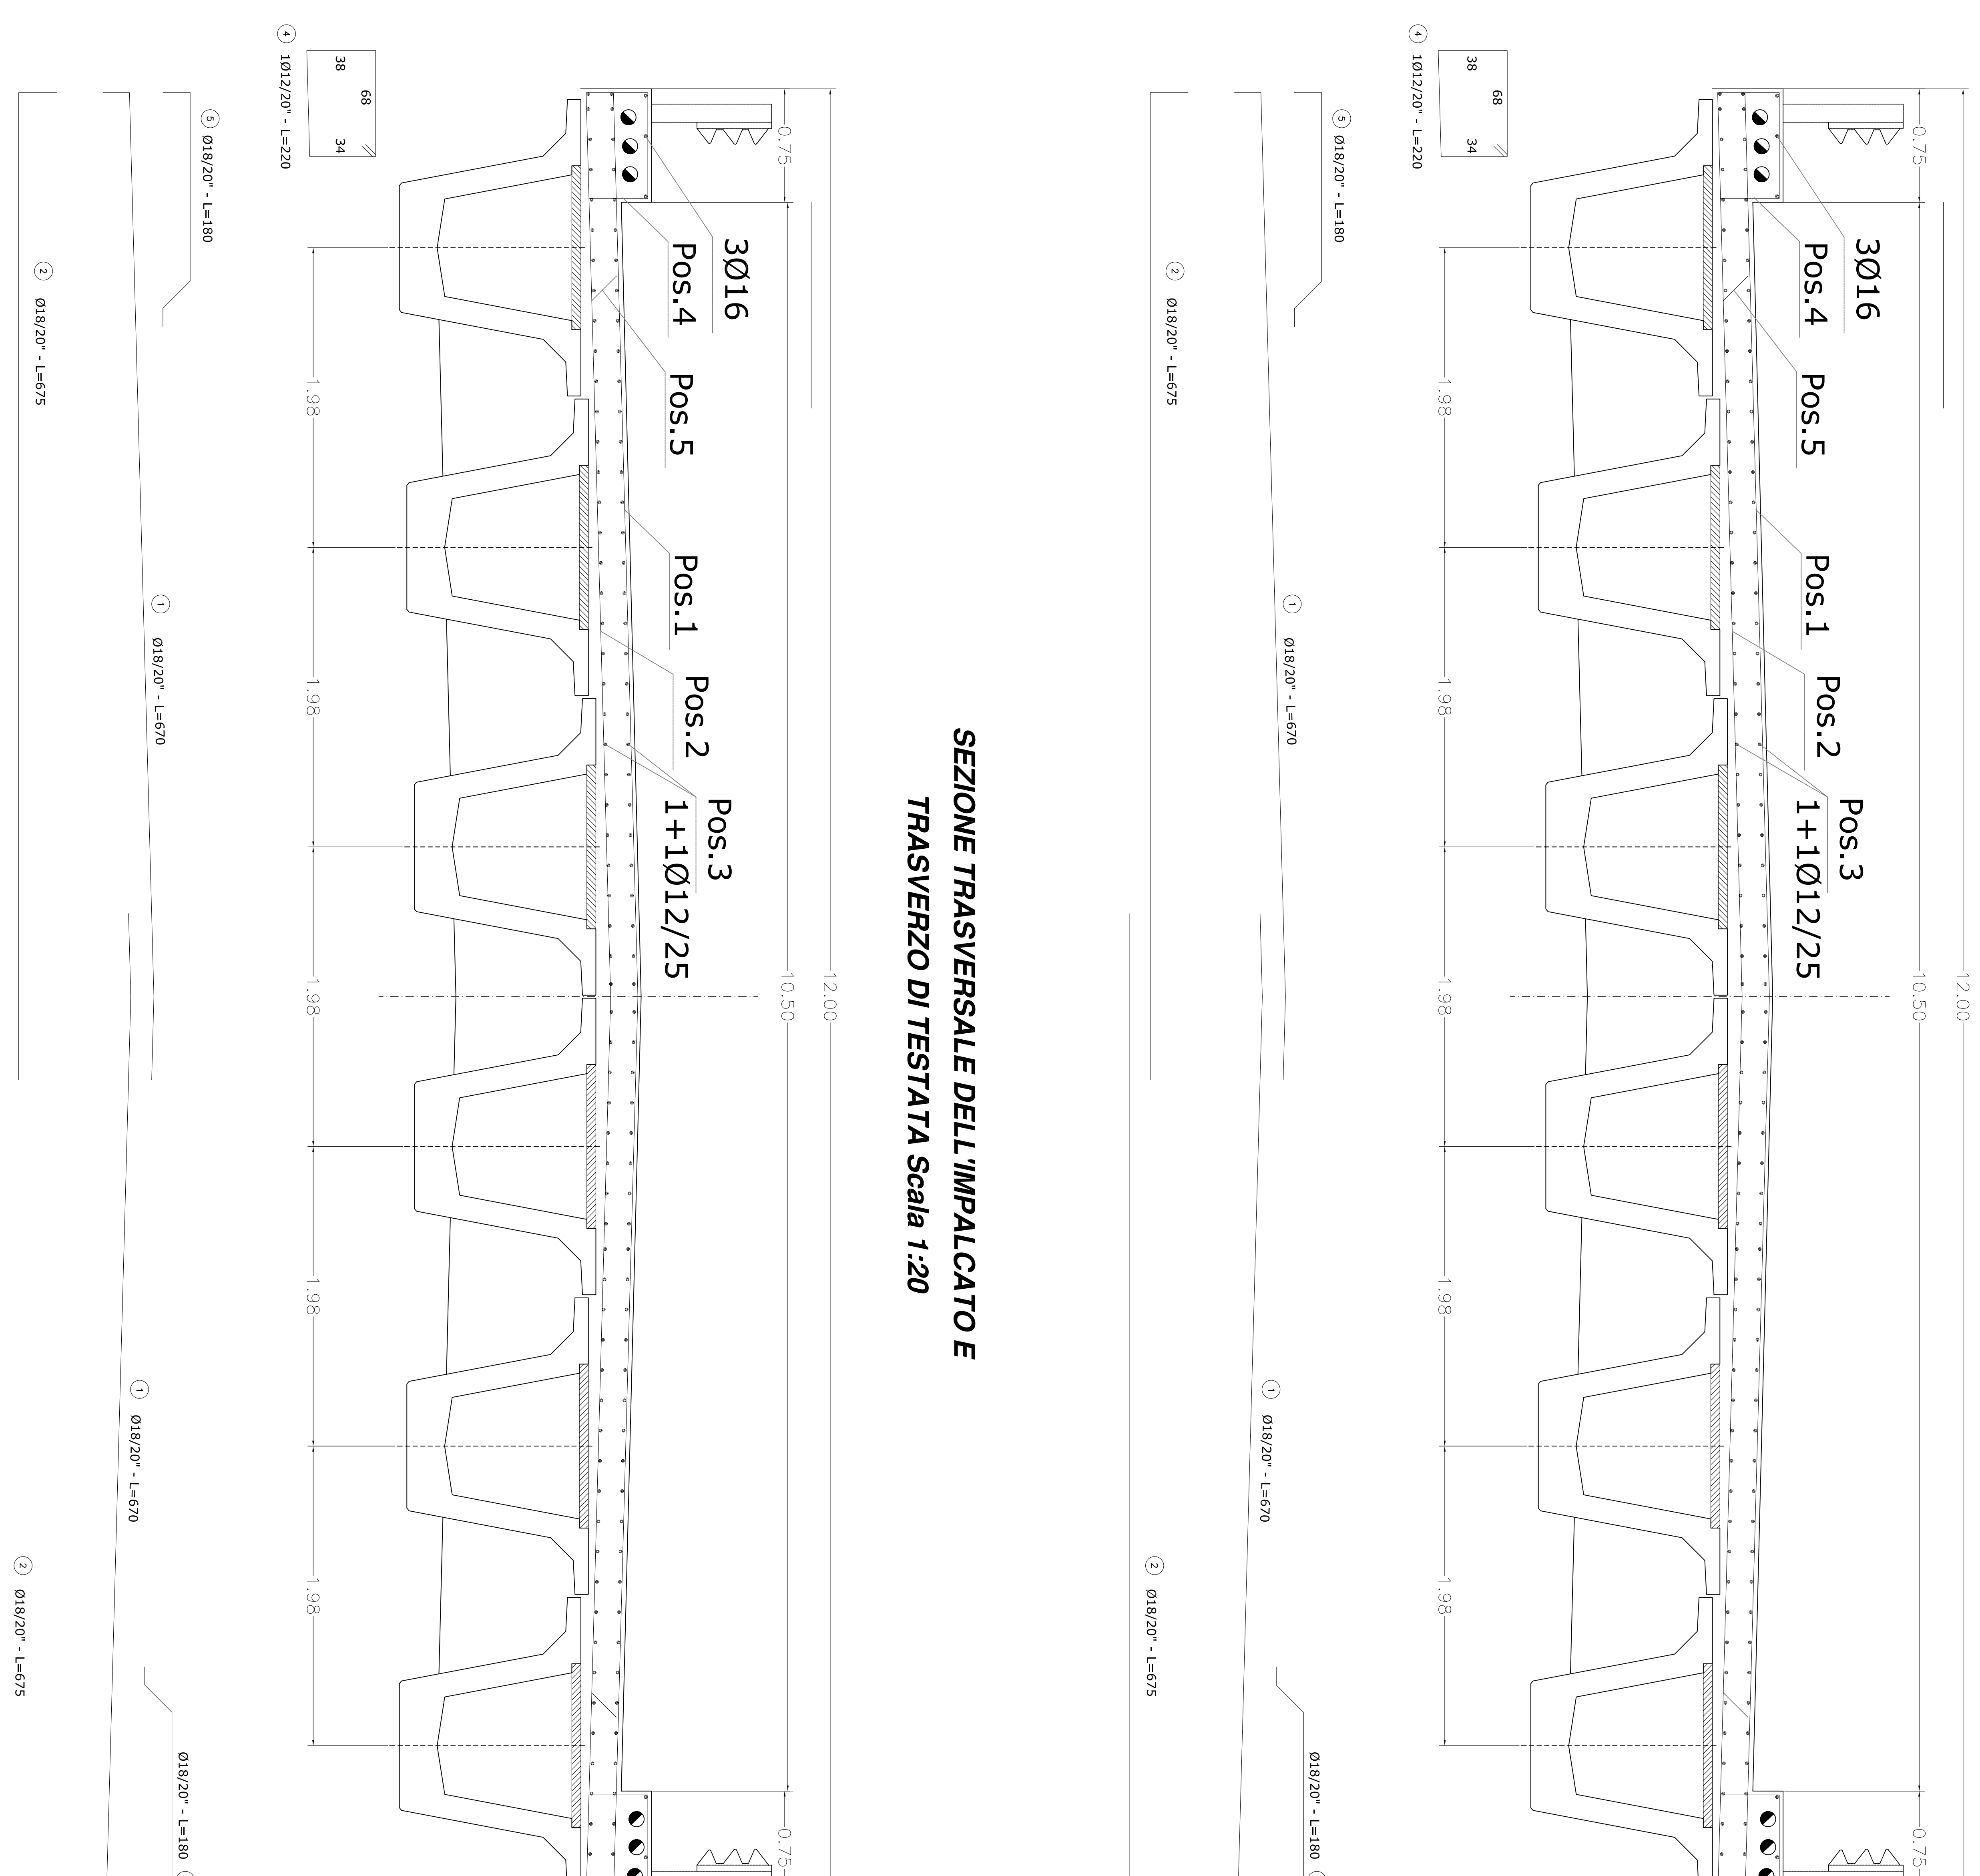 SEZIONE TRASVERSALE DELL'IMPALCATO E
TRASVERZO DI TESTATA Scala 1:20
12.00
0.75
10.50
0.75
3Ø16
Pos.4
Pos.5
Pos.1
Pos.2
Pos.3
1+1Ø12/25
1.98
1.98
1.98
1.98
1.98
4 1Ø12/20" - L=220
38
68
34
5 Ø18/20" - L=180
1 Ø18/20" - L=670
1 Ø18/20" - L=670
Ø18/20" - L=180
2 Ø18/20" - L=675
2 Ø18/20" - L=675
12.00
0.75
10.50
0.75
3Ø16
Pos.4
Pos.5
Pos.1
Pos.2
Pos.3
1+1Ø12/25
1.98
1.98
1.98
1.98
1.98
4 1Ø12/20" - L=220
38
68
34
5 Ø18/20" - L=180
1 Ø18/20" - L=670
1 Ø18/20" - L=670
Ø18/20" - L=180
2 Ø18/20" - L=675
2 Ø18/20" - L=675